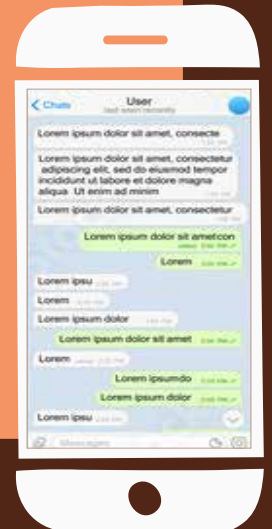 Chats
User
last seen recently
Lorem ipsum dolor sit amet, consecte
Lorem ipsum dolor sit amet, consectetur
adipiscing elit, sed do eiusmod tempor
incididunt ut labore et dolore magna
aliqua Ut enim ad minim
Lorem ipsum dolor sit amet, consectetur
Lorem ipsum dolor sit ametcon
Lorem
Lorem ipsu
Lorem
Lorem ipsum dolor
Lorem ipsum dolor sit amet
Lorem
Lorem ipsumdo
Lorem ipsum dolor
Lorem ipsu
Messages